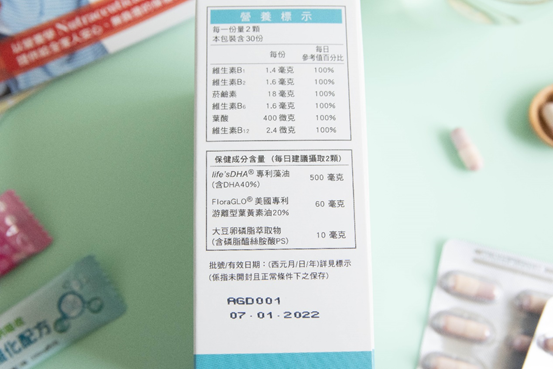 營養標示
每一份量2顆
本包裝含30份
每份 每日參考值百分比
維生素B1 1.4 毫克 100%
維生素B2 1.6 毫克 100%
菸鹼素 18 毫克 100%
維生素B6 1.6 毫克 100%
葉酸 400 微克 100%
維生素B12 2.4 微克 100%
保健成分含量 (每日建議攝取2顆)
life'sDHA® 專利藻油
(含DHA40%) 500 毫克
FloraGLO® 美國專利
游離型葉黃素油20% 60 毫克
大豆卵磷脂萃取物
(含磷脂醯絲胺酸PS) 10 毫克
批號/有效日期：(西元月/日/年)詳見標示
(係指未開封且正常條件下之保存)
AGD001
07·01·2022
化配方